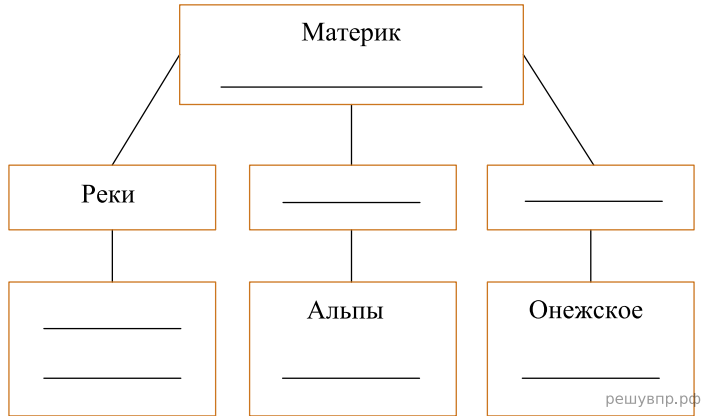 Материк
Реки
Альпы
Онежское
решувпр.рф